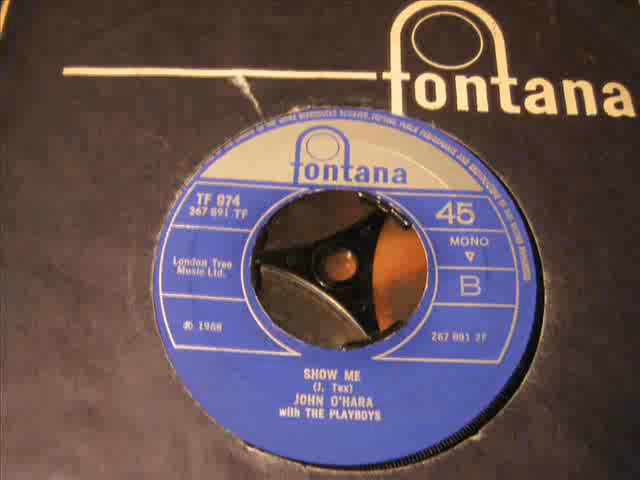 fontana
fontana
TF 974
267 891 TF
45
MONO
London Tree
Music Ltd.
B
℗ 1968
267 891 2F
SHOW ME
(J. Tex)
JOHN O'HARA
with THE PLAYBOYS